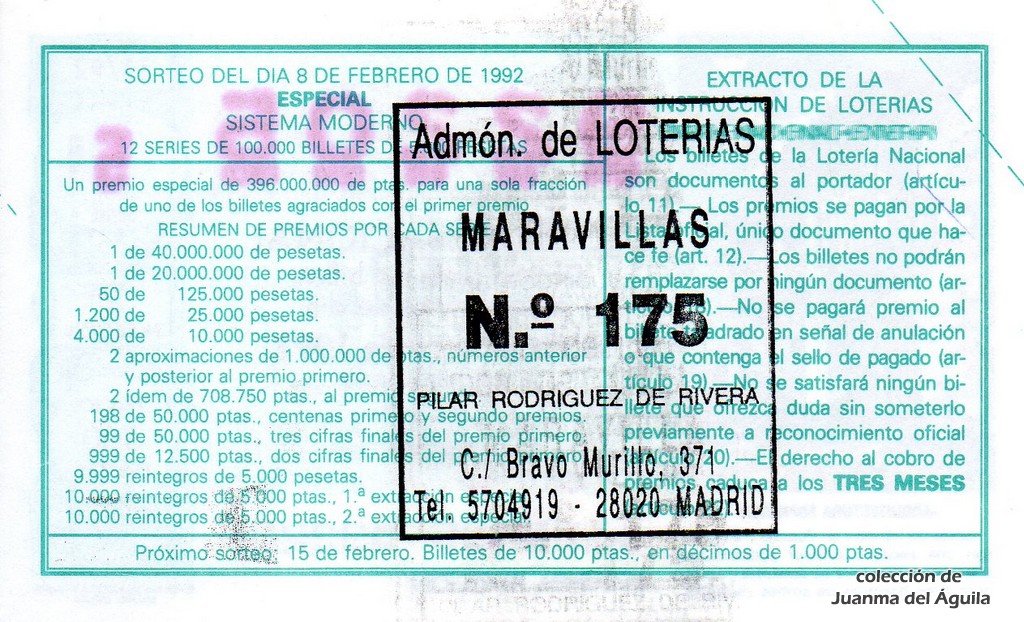 SORTEO DEL DIA 8 DE FEBRERO DE 1992
ESPECIAL
SISTEMA MODERNO
12 SERIES DE 100.000 BILLETES DE PESETAS
Un premio especial de 396.000.000 de ptas. para una sola fracción
de uno de los billetes agraciados con el primer premio
RESUMEN DE PREMIOS POR CADA SERIE
1 de 40.000.000 de pesetas.
1 de 20.000.000 de pesetas.
50 de 125.000 pesetas.
1.200 de 25.000 pesetas.
4.000 de 10.000 pesetas.
2 aproximaciones de 1.000.000 de ptas., números anterior
y posterior al premio primero.
2 ídem de 708.750 ptas., al premio segundo.
198 de 50.000 ptas., centenas primero y segundo premios.
99 de 50.000 ptas., tres cifras finales del premio primero.
999 de 12.500 ptas., dos cifras finales del premio primero.
9.999 reintegros de 5.000 pesetas.
10.000 reintegros de 5.000 ptas., 1.ª extracción especial.
10.000 reintegros de 5.000 ptas., 2.ª extracción especial.
EXTRACTO DE LA
INSTRUCCIÓN DE LOTERIAS
Los billetes de la Lotería Nacional
son documentos al portador (artícu-
lo 11).— Los premios se pagan por la
Lista oficial, único documento que ha-
ce fe (art. 12).—Los billetes no podrán
remplazarse por ningún documento (ar-
tículo 18).—No se pagará premio al
billete taladrado en señal de anulación
o que contenga el sello de pagado (ar-
tículo 19).—No se satisfará ningún bi-
llete que ofrezca duda sin someterlo
previamente a reconocimiento oficial
(artículo 20).—El derecho al cobro de
premios caduca a los TRES MESES
Admón. de LOTERIAS
MARAVILLAS
N.º 175
PILAR RODRIGUEZ DE RIVERA
C./ Bravo Murillo, 371
Tel. 5704919 - 28020 MADRID
Próximo sorteo: 15 de febrero. Billetes de 10.000 ptas., en décimos de 1.000 ptas.
colección de
Juanma del Águila